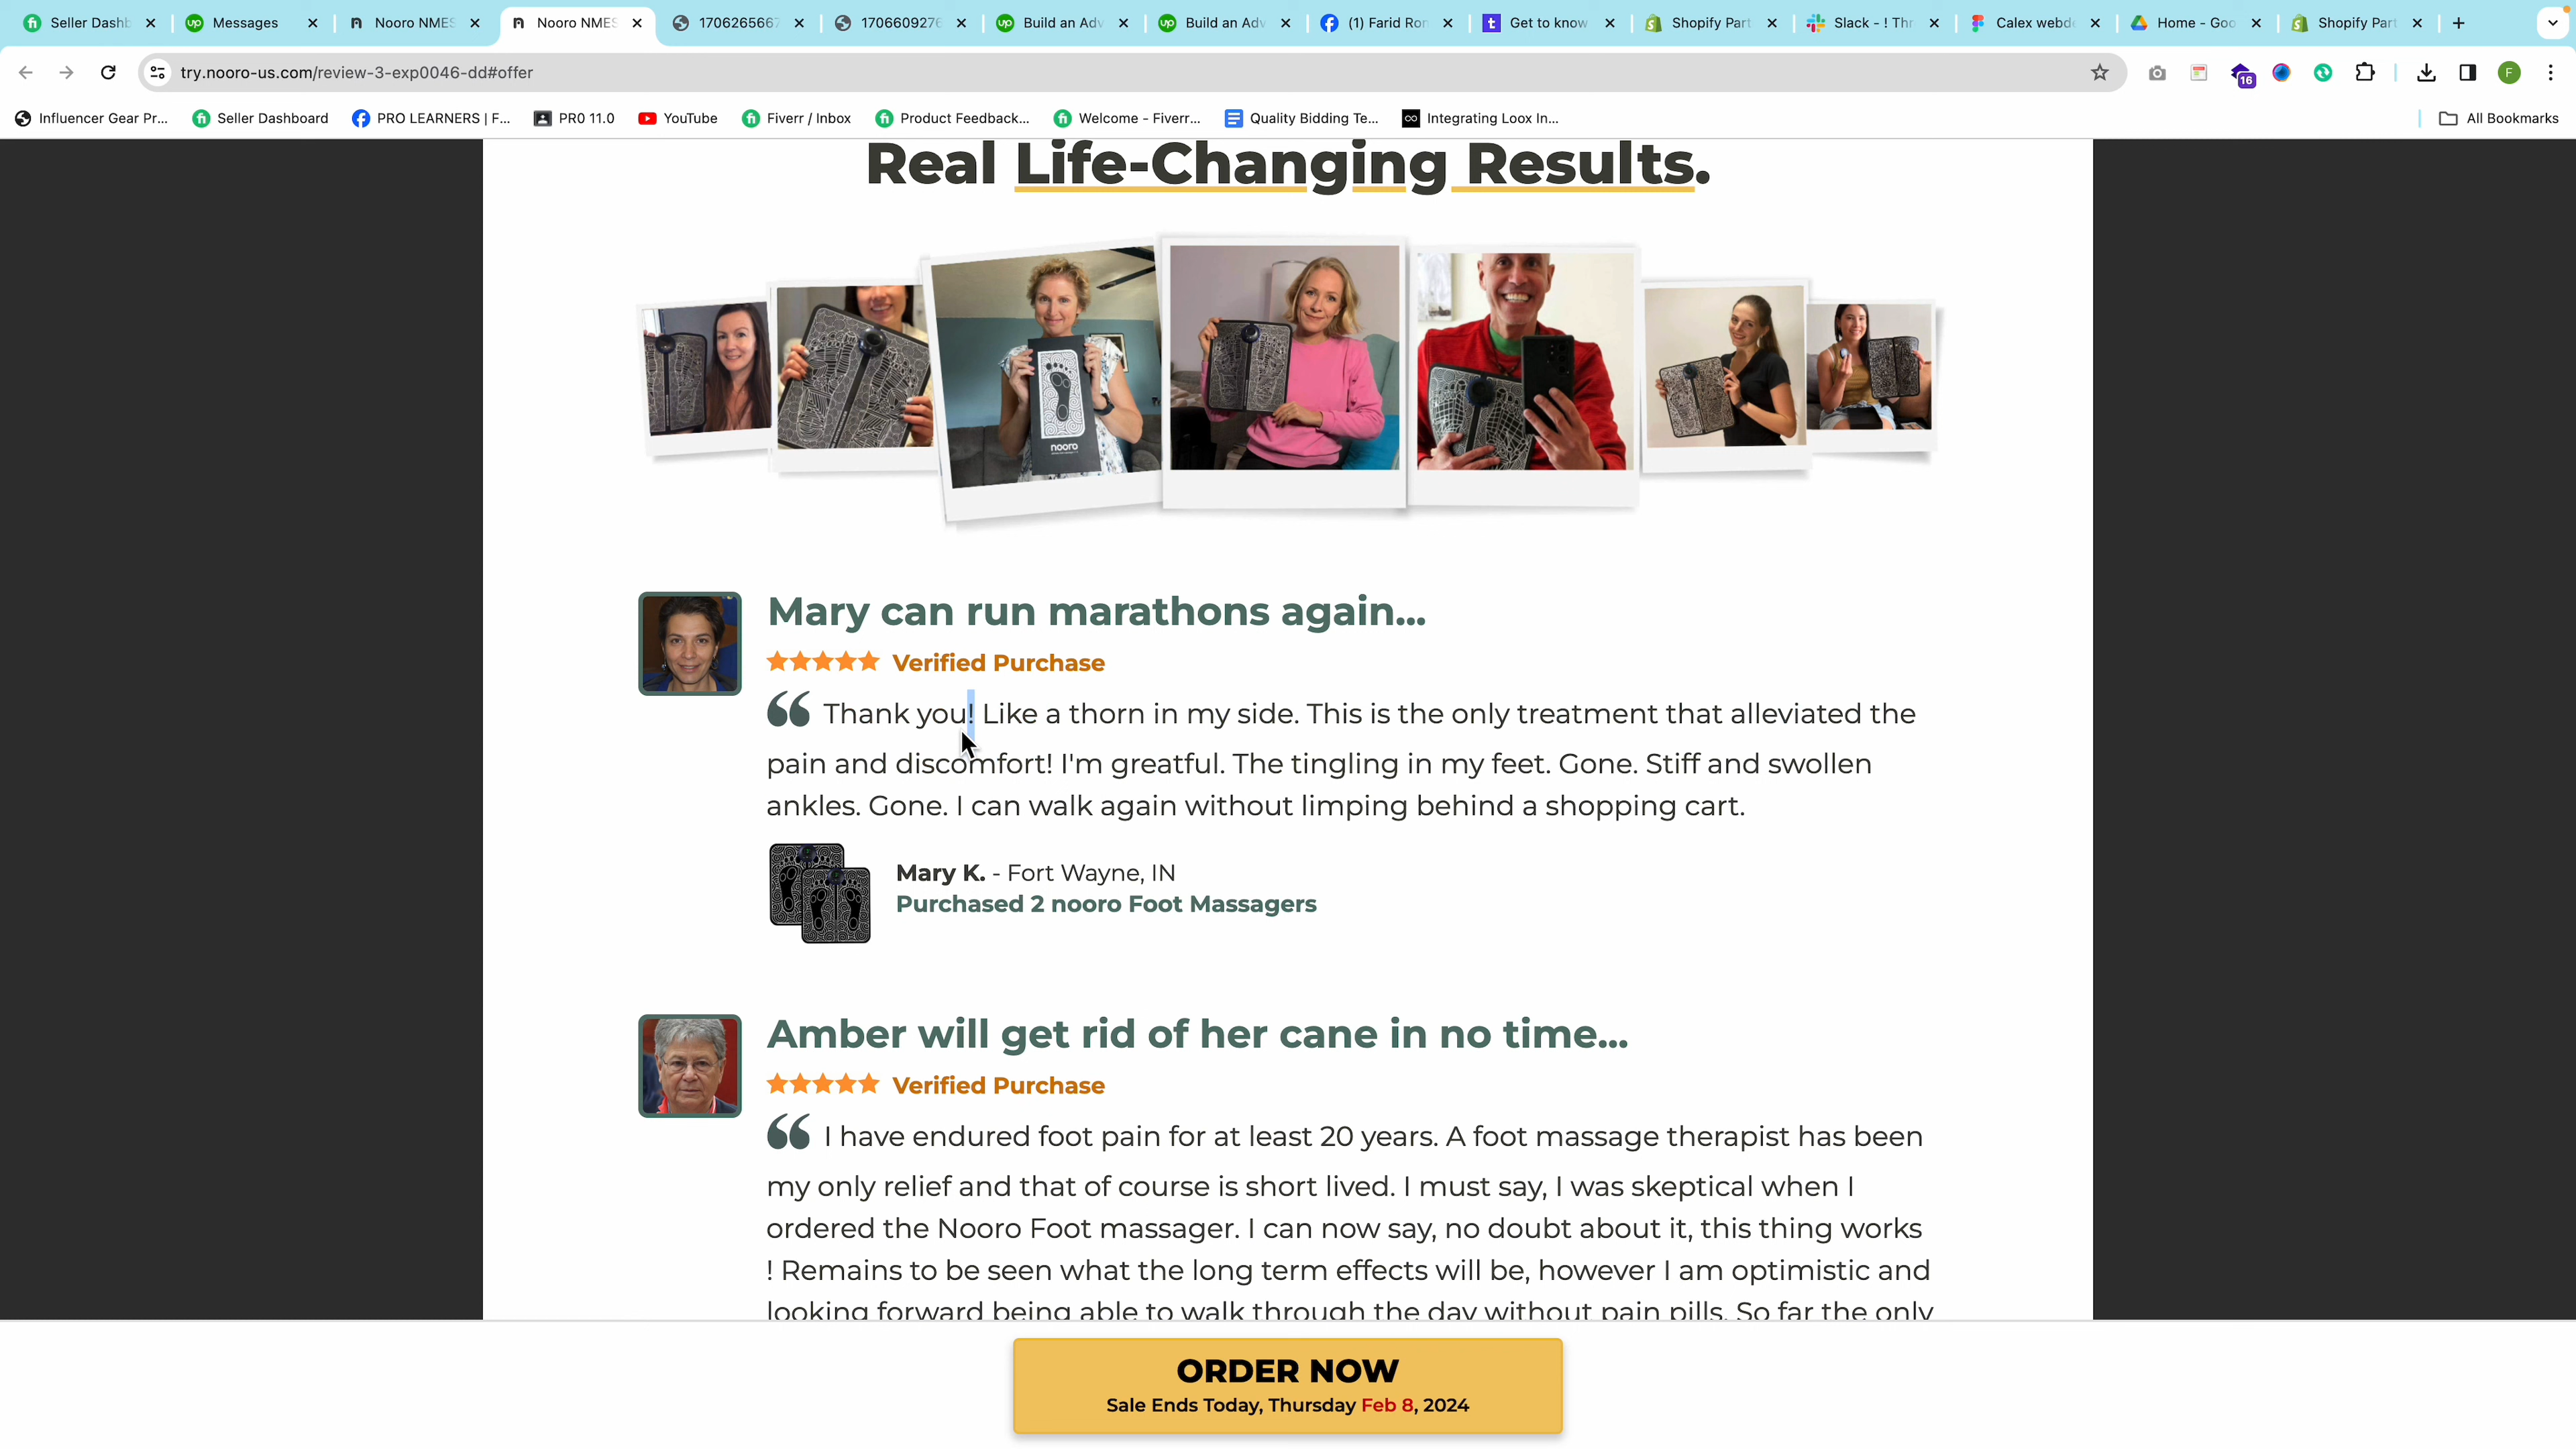 Seller Dashb
Messages
Nooro NMES
Nooro NMES
1706265667
1706609276
Build an Adv
Build an Adv
(1) Farid Ron
Get to know
Shopify Part
Slack - ! Thr
Calex webde
Home - Goo
Shopify Part
try.nooro-us.com/review-3-exp0046-dd#offer
16
F
Influencer Gear Pr...
Seller Dashboard
PRO LEARNERS | F...
PR0 11.0
YouTube
Fiverr / Inbox
Product Feedback...
Welcome - Fiverr...
Quality Bidding Te...
Integrating Loox In...
All Bookmarks
Real Life-Changing Results.
nooro
Mary can run marathons again...
Verified Purchase
“ Thank you! Like a thorn in my side. This is the only treatment that alleviated the
pain and discomfort! I'm greatful. The tingling in my feet. Gone. Stiff and swollen
ankles. Gone. I can walk again without limping behind a shopping cart.
Mary K. - Fort Wayne, IN
Purchased 2 nooro Foot Massagers
Amber will get rid of her cane in no time...
Verified Purchase
“ I have endured foot pain for at least 20 years. A foot massage therapist has been
my only relief and that of course is short lived. I must say, I was skeptical when I
ordered the Nooro Foot massager. I can now say, no doubt about it, this thing works
! Remains to be seen what the long term effects will be, however I am optimistic and
looking forward being able to walk through the day without pain pills. So far the only
ORDER NOW
Sale Ends Today, Thursday Feb 8, 2024